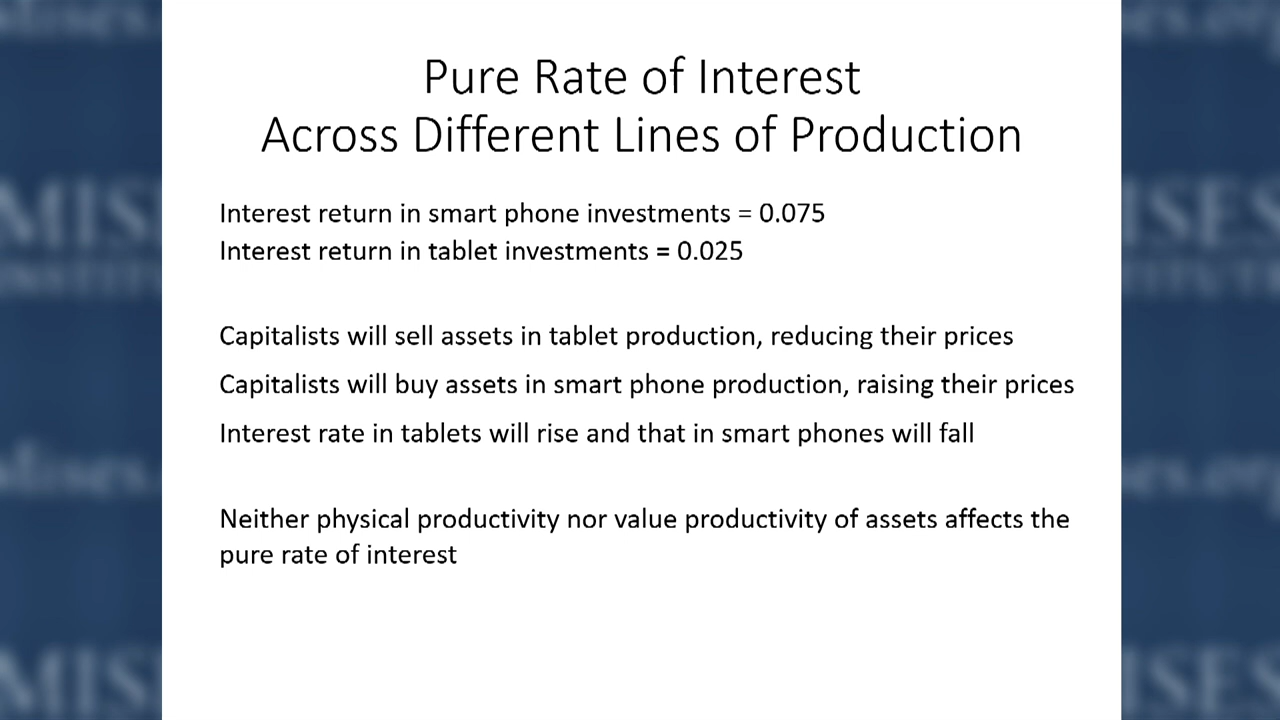 Pure Rate of Interest
Across Different Lines of Production
Interest return in smart phone investments = 0.075
Interest return in tablet investments = 0.025
Capitalists will sell assets in tablet production, reducing their prices
Capitalists will buy assets in smart phone production, raising their prices
Interest rate in tablets will rise and that in smart phones will fall
Neither physical productivity nor value productivity of assets affects the
pure rate of interest